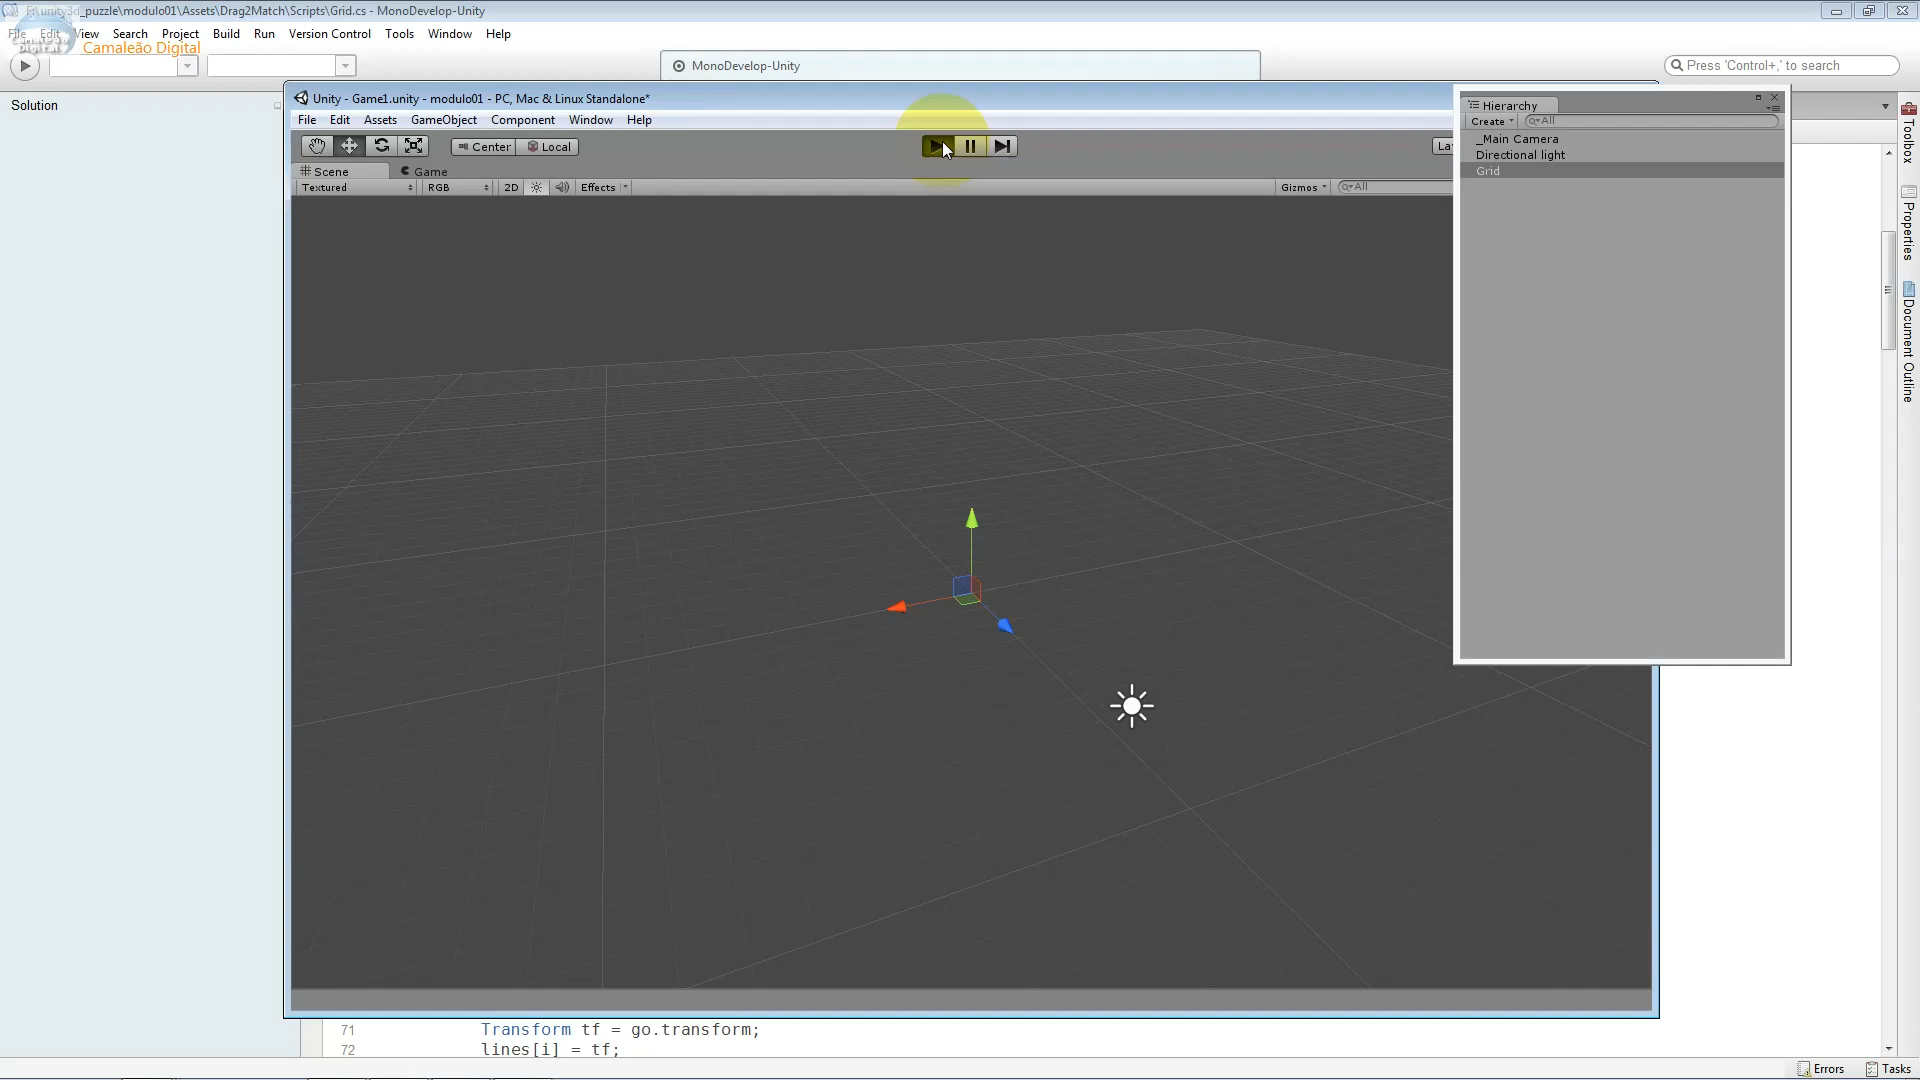 F:\unity3d_puzzle\modulo01\Assets\Drag2Match\Scripts\Grid.cs - MonoDevelop-Unity
File Edit View Search Project Build Run Version Control Tools Window Help
Camaleão Digital
MonoDevelop-Unity
Press 'Control+,' to search
Solution
Unity - Game1.unity - modulo01 - PC, Mac & Linux Standalone*
File Edit Assets GameObject Component Window Help
Center Local
La
Scene Game
Textured RGB 2D Effects Gizmos All
Hierarchy
Create All
_Main Camera
Directional light
Grid
Toolbox
Properties
Document Outline
71 Transform tf = go.transform;
72 lines[i] = tf;
Errors Tasks